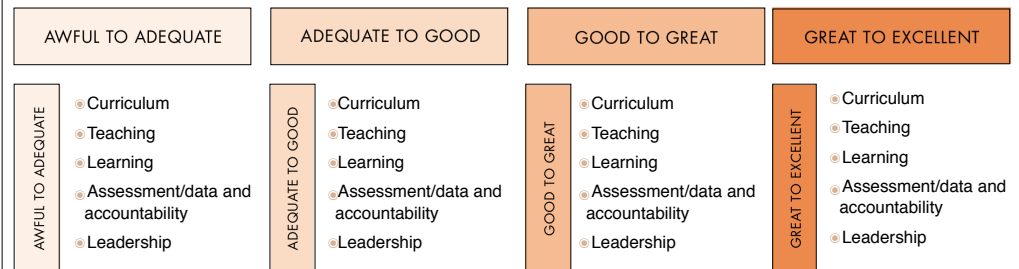 AWFUL TO ADEQUATE
ADEQUATE TO GOOD
GOOD TO GREAT
GREAT TO EXCELLENT
AWFUL TO ADEQUATE
Curriculum
Teaching
Learning
Assessment/data and
accountability
Leadership
ADEQUATE TO GOOD
Curriculum
Teaching
Learning
Assessment/data and
accountability
Leadership
GOOD TO GREAT
Curriculum
Teaching
Learning
Assessment/data and
accountability
Leadership
GREAT TO EXCELLENT
Curriculum
Teaching
Learning
Assessment/data and
accountability
Leadership